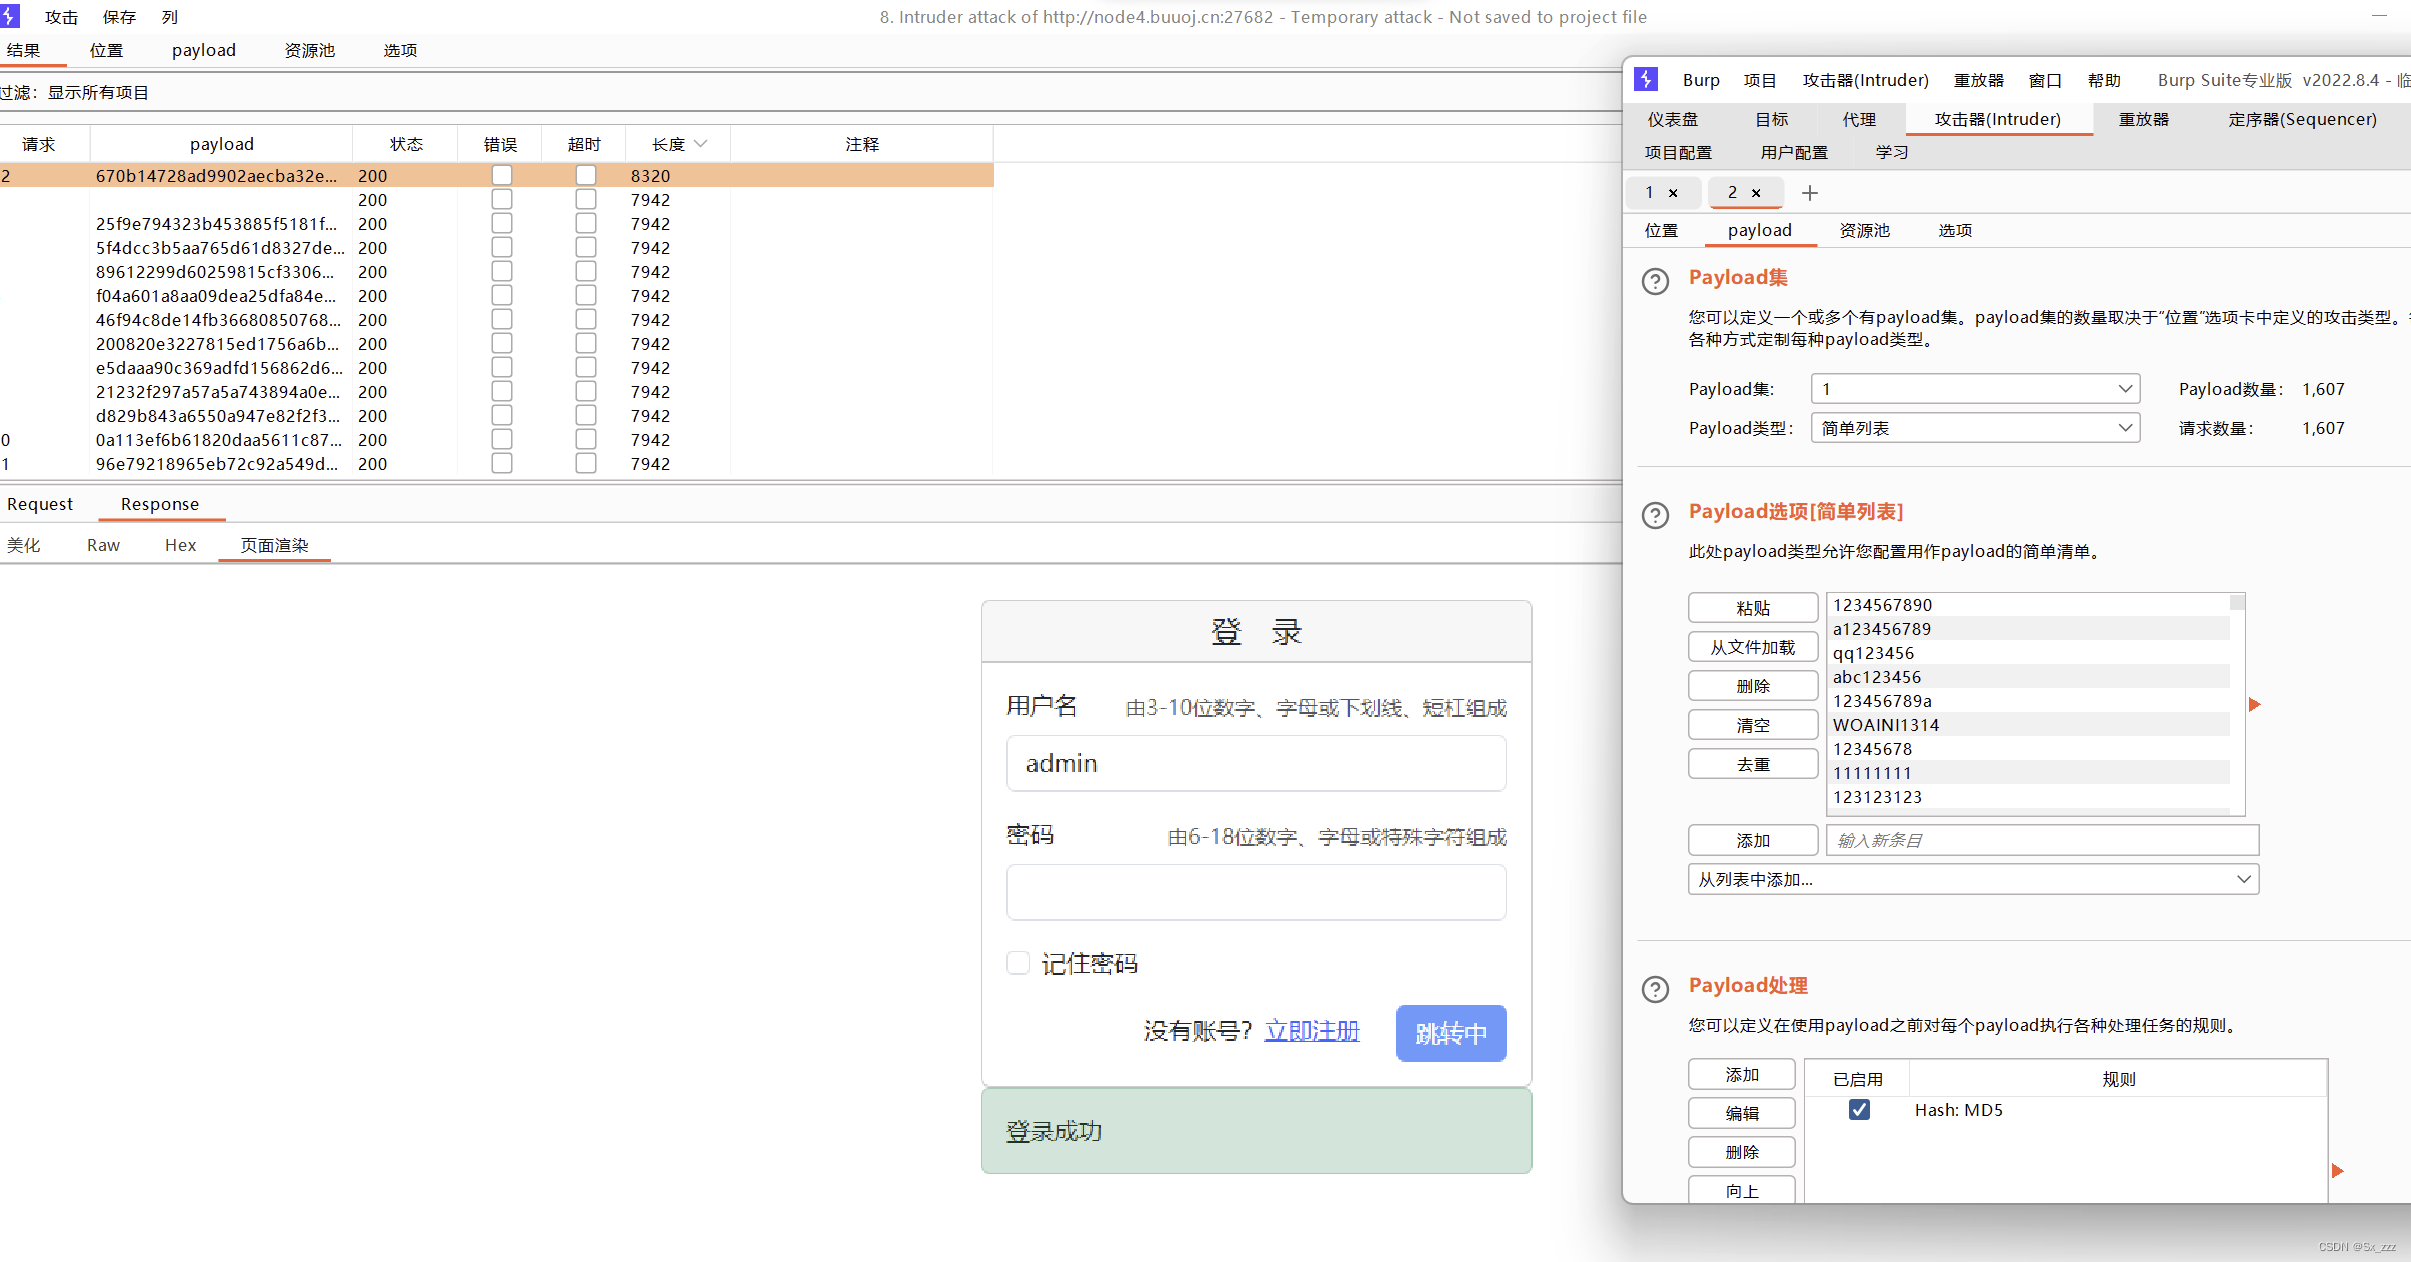 攻击 保存 列 8. Intruder attack of http://node4.buuoj.cn:27682 - Temporary attack - Not saved to project file
结果 位置 payload 资源池 选项
过滤：显示所有项目
请求 payload 状态 错误 超时 长度 注释
2 670b14728ad9902aecba32e... 200 8320
200 7942
25f9e794323b453885f5181f... 200 7942
5f4dcc3b5aa765d61d8327de... 200 7942
89612299d60259815cf3306... 200 7942
f04a601a8aa09dea25dfa84e... 200 7942
46f94c8de14fb36680850768... 200 7942
200820e3227815ed1756a6b... 200 7942
e5daaa90c369adfd156862d6... 200 7942
21232f297a57a5a743894a0e... 200 7942
d829b843a6550a947e82f2f3... 200 7942
0 0a113ef6b61820daa5611c87... 200 7942
1 96e79218965eb72c92a549d... 200 7942
Request Response
美化 Raw Hex 页面渲染
登 录
用户名 由3-10位数字、字母或下划线、短杠组成
admin
密码 由6-18位数字、字母或特殊字符组成
记住密码
没有账号？ 立即注册 跳转中
登录成功
Burp 项目 攻击器(Intruder) 重放器 窗口 帮助 Burp Suite专业版 v2022.8.4 - 临
仪表盘 目标 代理 攻击器(Intruder) 重放器 定序器(Sequencer)
项目配置 用户配置 学习
1 × 2 × +
位置 payload 资源池 选项
Payload集
您可以定义一个或多个有payload集。payload集的数量取决于“位置”选项卡中定义的攻击类型。
各种方式定制每种payload类型。
Payload集: 1 Payload数量： 1,607
Payload类型： 简单列表 请求数量： 1,607
Payload选项[简单列表]
此处payload类型允许您配置用作payload的简单清单。
粘贴
从文件加载
删除
清空
去重
1234567890
a123456789
qq123456
abc123456
123456789a
WOAINI1314
12345678
11111111
123123123
添加 输入新条目
从列表中添加...
Payload处理
您可以定义在使用payload之前对每个payload执行各种处理任务的规则。
添加
编辑
删除
向上
已启用 规则
Hash: MD5
CSDN @Sx_zzz